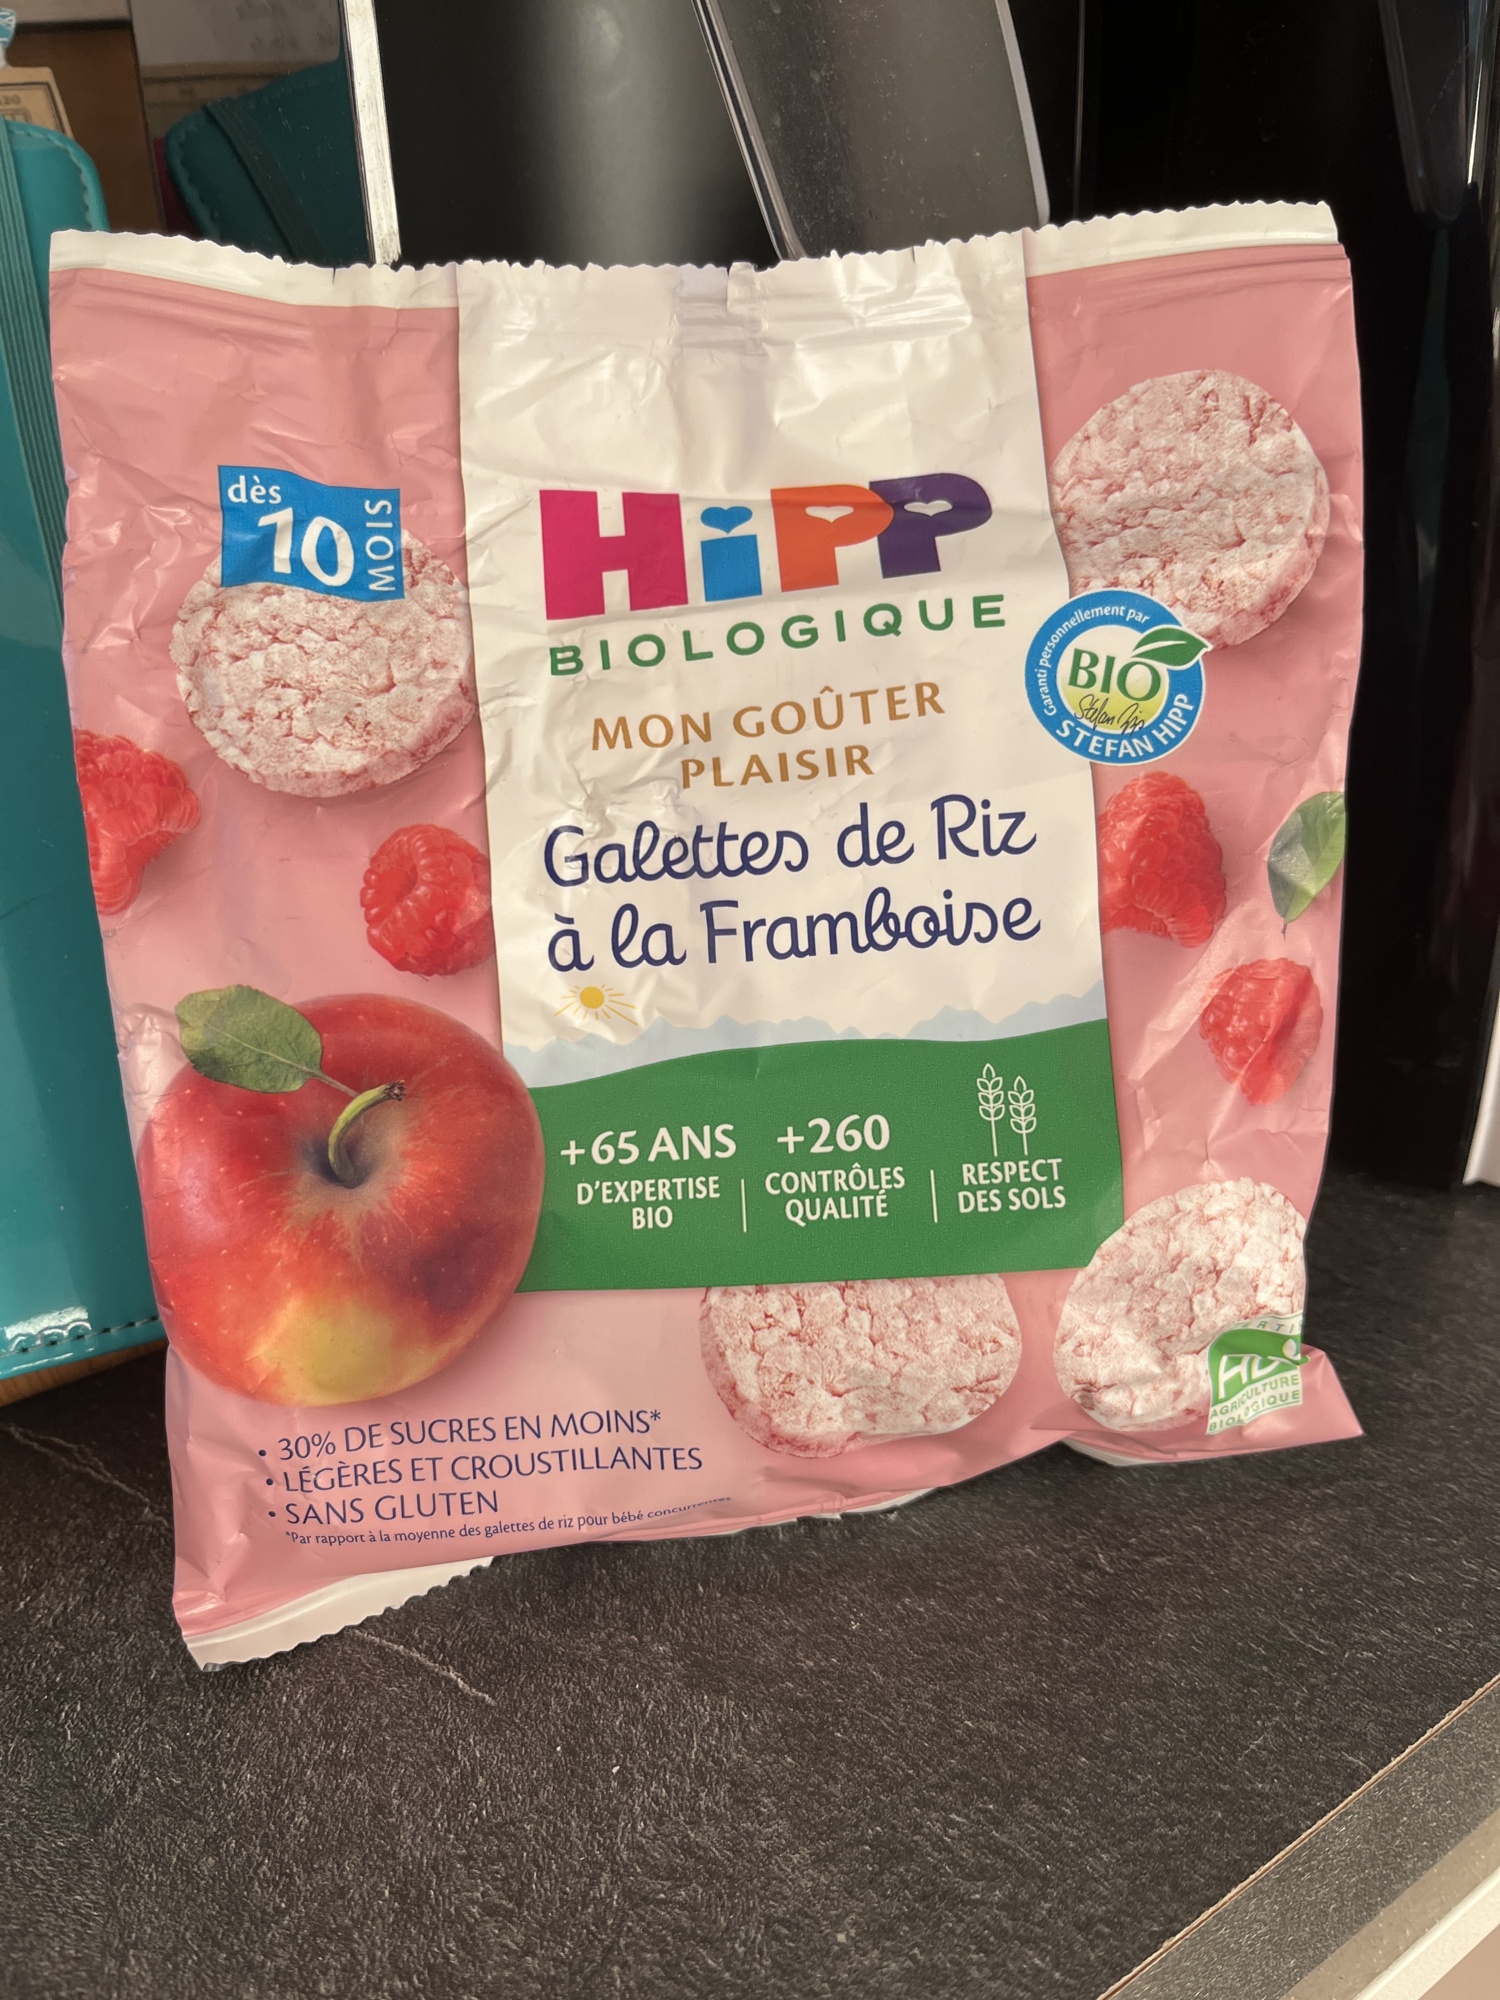 dès
10
MOIS
HiPP
BIOLOGIQUE
Garanti personnellement par
BIO
STEFAN HIPP
MON GOÛTER
PLAISIR
Galettes de Riz
à la Framboise
+65 ANS
D'EXPERTISE
BIO
+260
CONTRÔLES
QUALITÉ
RESPECT
DES SOLS
AGRICULTURE
BIOLOGIQUE
• 30% DE SUCRES EN MOINS*
• LÉGÈRES ET CROUSTILLANTES
• SANS GLUTEN
*Par rapport à la moyenne des galettes de riz pour bébé concurrentes